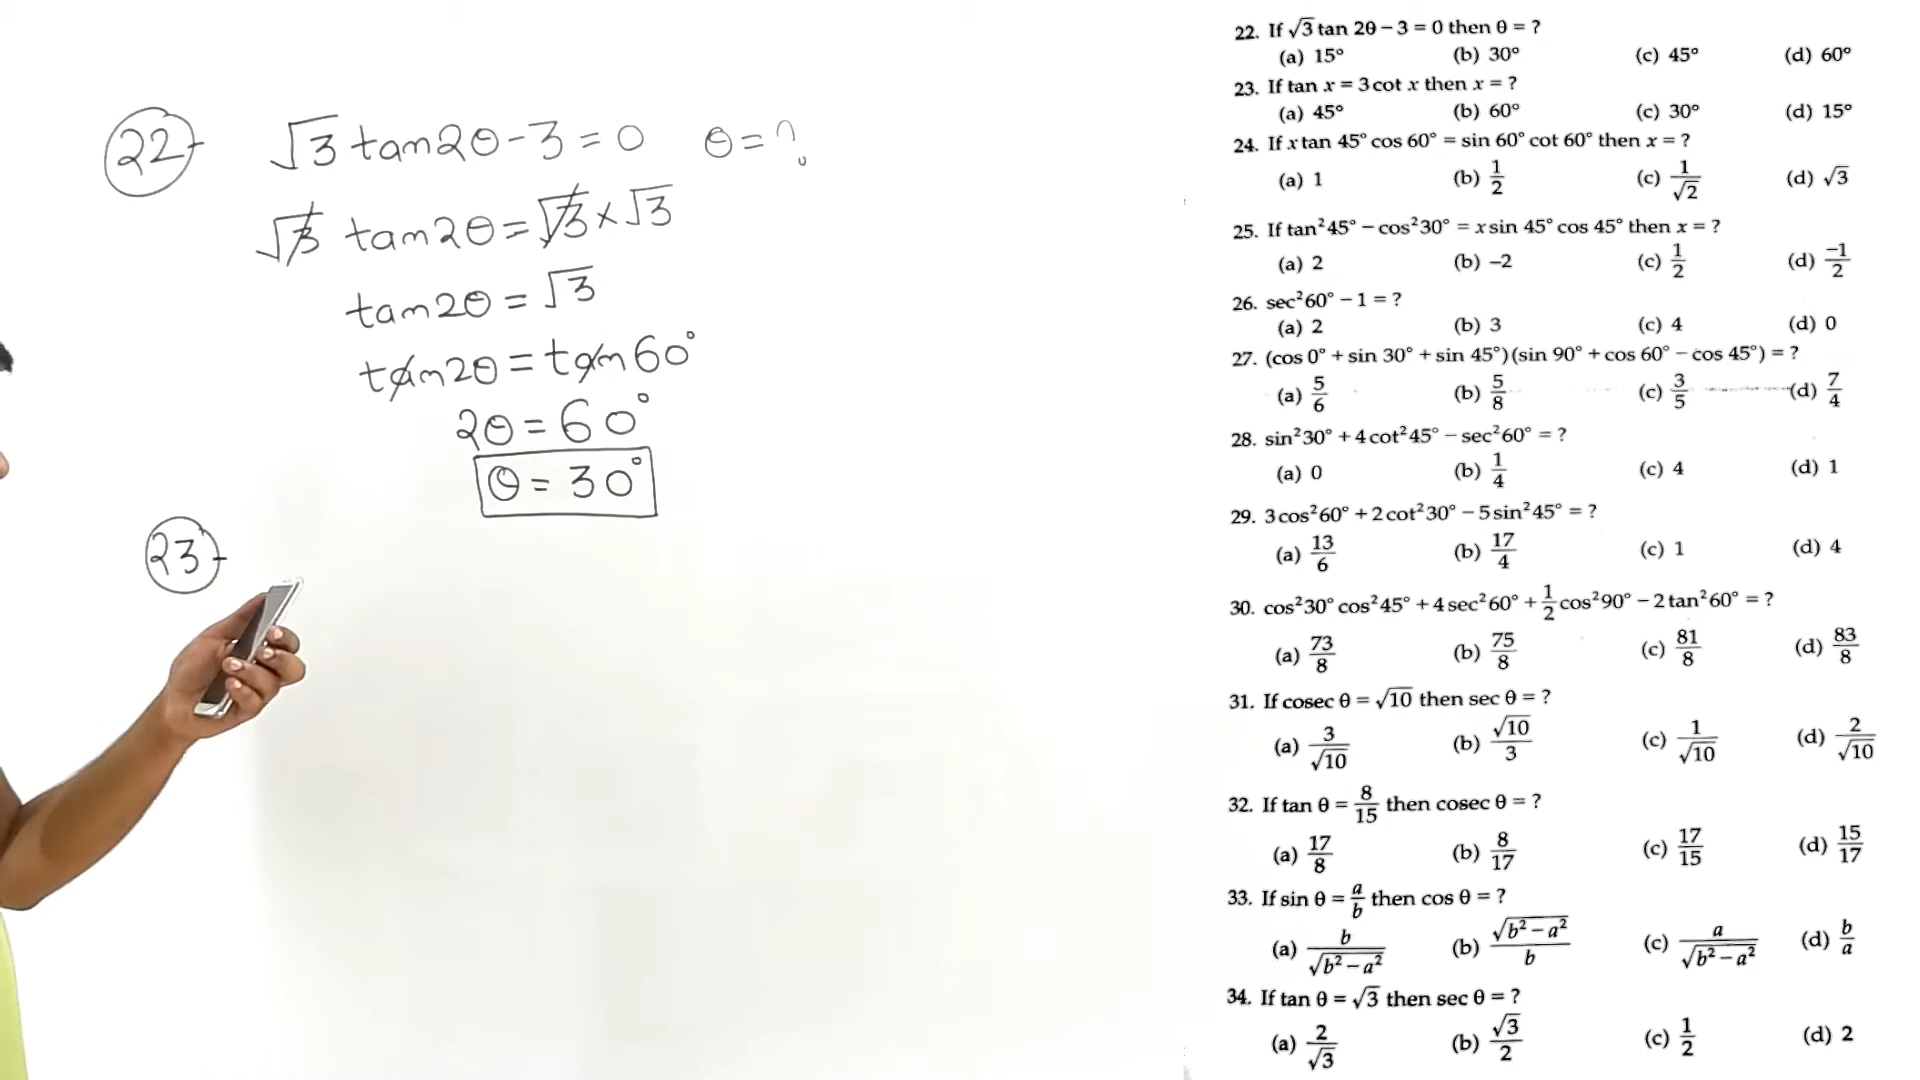 22- √3 tan2θ-3=0 θ=?
√3 tan2θ=√3×√3
tan2θ=√3
tan2θ=tan60°
2θ=60°
θ=30°
23-
22. If √3 tan 2θ − 3 = 0 then θ = ?
(a) 15° (b) 30° (c) 45° (d) 60°
23. If tan x = 3 cot x then x = ?
(a) 45° (b) 60° (c) 30° (d) 15°
24. If x tan 45° cos 60° = sin 60° cot 60° then x = ?
(a) 1 (b) 1/2 (c) 1/√2 (d) √3
25. If tan²45° − cos²30° = x sin 45° cos 45° then x = ?
(a) 2 (b) −2 (c) 1/2 (d) −1/2
26. sec²60° − 1 = ?
(a) 2 (b) 3 (c) 4 (d) 0
27. (cos 0° + sin 30° + sin 45°)(sin 90° + cos 60° − cos 45°) = ?
(a) 5/6 (b) 5/8 (c) 3/5 (d) 7/4
28. sin²30° + 4 cot²45° − sec²60° = ?
(a) 0 (b) 1/4 (c) 4 (d) 1
29. 3 cos²60° + 2 cot²30° − 5 sin²45° = ?
(a) 13/6 (b) 17/4 (c) 1 (d) 4
30. cos²30° cos²45° + 4 sec²60° + 1/2 cos²90° − 2 tan²60° = ?
(a) 73/8 (b) 75/8 (c) 81/8 (d) 83/8
31. If cosec θ = √10 then sec θ = ?
(a) 3/√10 (b) √10/3 (c) 1/√10 (d) 2/√10
32. If tan θ = 8/15 then cosec θ = ?
(a) 17/8 (b) 8/17 (c) 17/15 (d) 15/17
33. If sin θ = a/b then cos θ = ?
(a) b/√(b² − a²) (b) √(b² − a²)/b (c) a/√(b² − a²) (d) b/a
34. If tan θ = √3 then sec θ = ?
(a) 2/√3 (b) √3/2 (c) 1/2 (d) 2